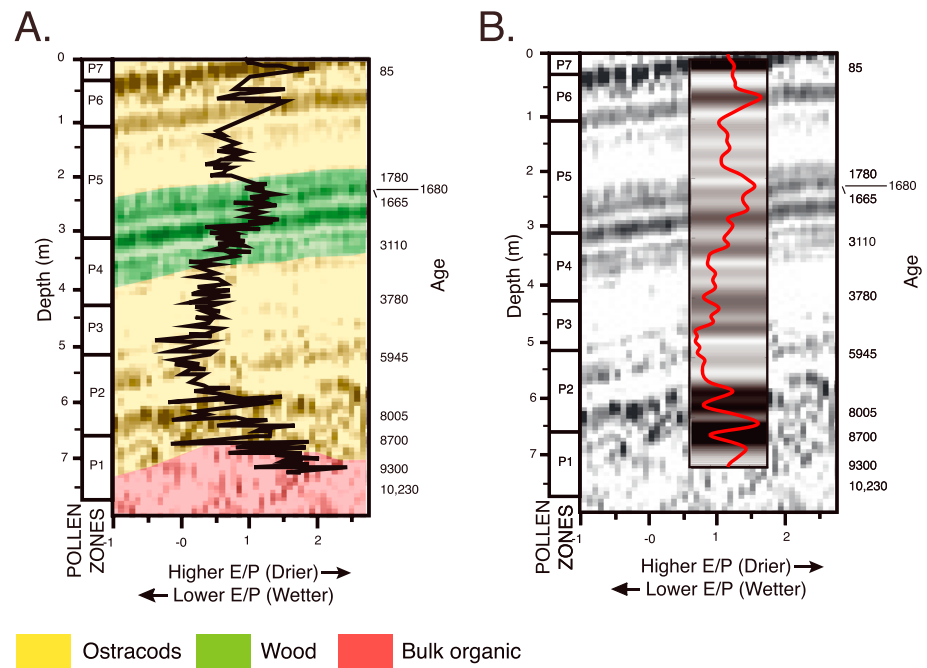 A.
0
1
2
3
4
5
6
7
Depth (m)
P7
P6
P5
P4
P3
P2
P1
85
1780
1680
1665
3110
3780
5945
8005
8700
9300
10,230
Age
POLLEN
ZONES
-1
-0
1
2
Higher E/P (Drier)
Lower E/P (Wetter)
B.
0
1
2
3
4
5
6
7
Depth (m)
P7
P6
P5
P4
P3
P2
P1
85
1780
1680
1665
3110
3780
5945
8005
8700
9300
10,230
Age
POLLEN
ZONES
-1
-0
1
2
Higher E/P (Drier)
Lower E/P (Wetter)
Ostracods
Wood
Bulk organic